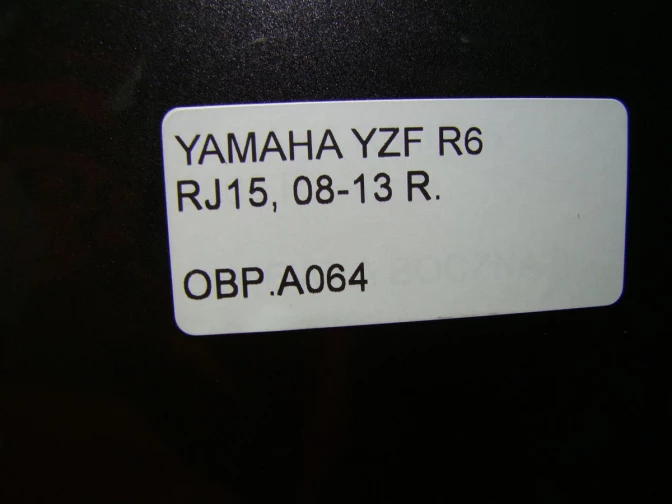 YAMAHA YZF R6
RJ15, 08-13 R.
OBP.A064